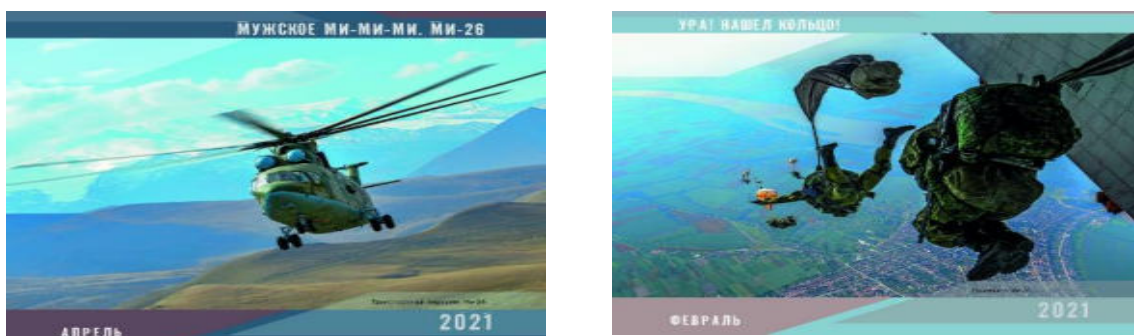 Мужское Ми-Ми-Ми. Ми-26
2021
АПРЕЛЬ
УРА! НАШЕЛ КОЛЬЦО!
2021
ФЕВРАЛЬ